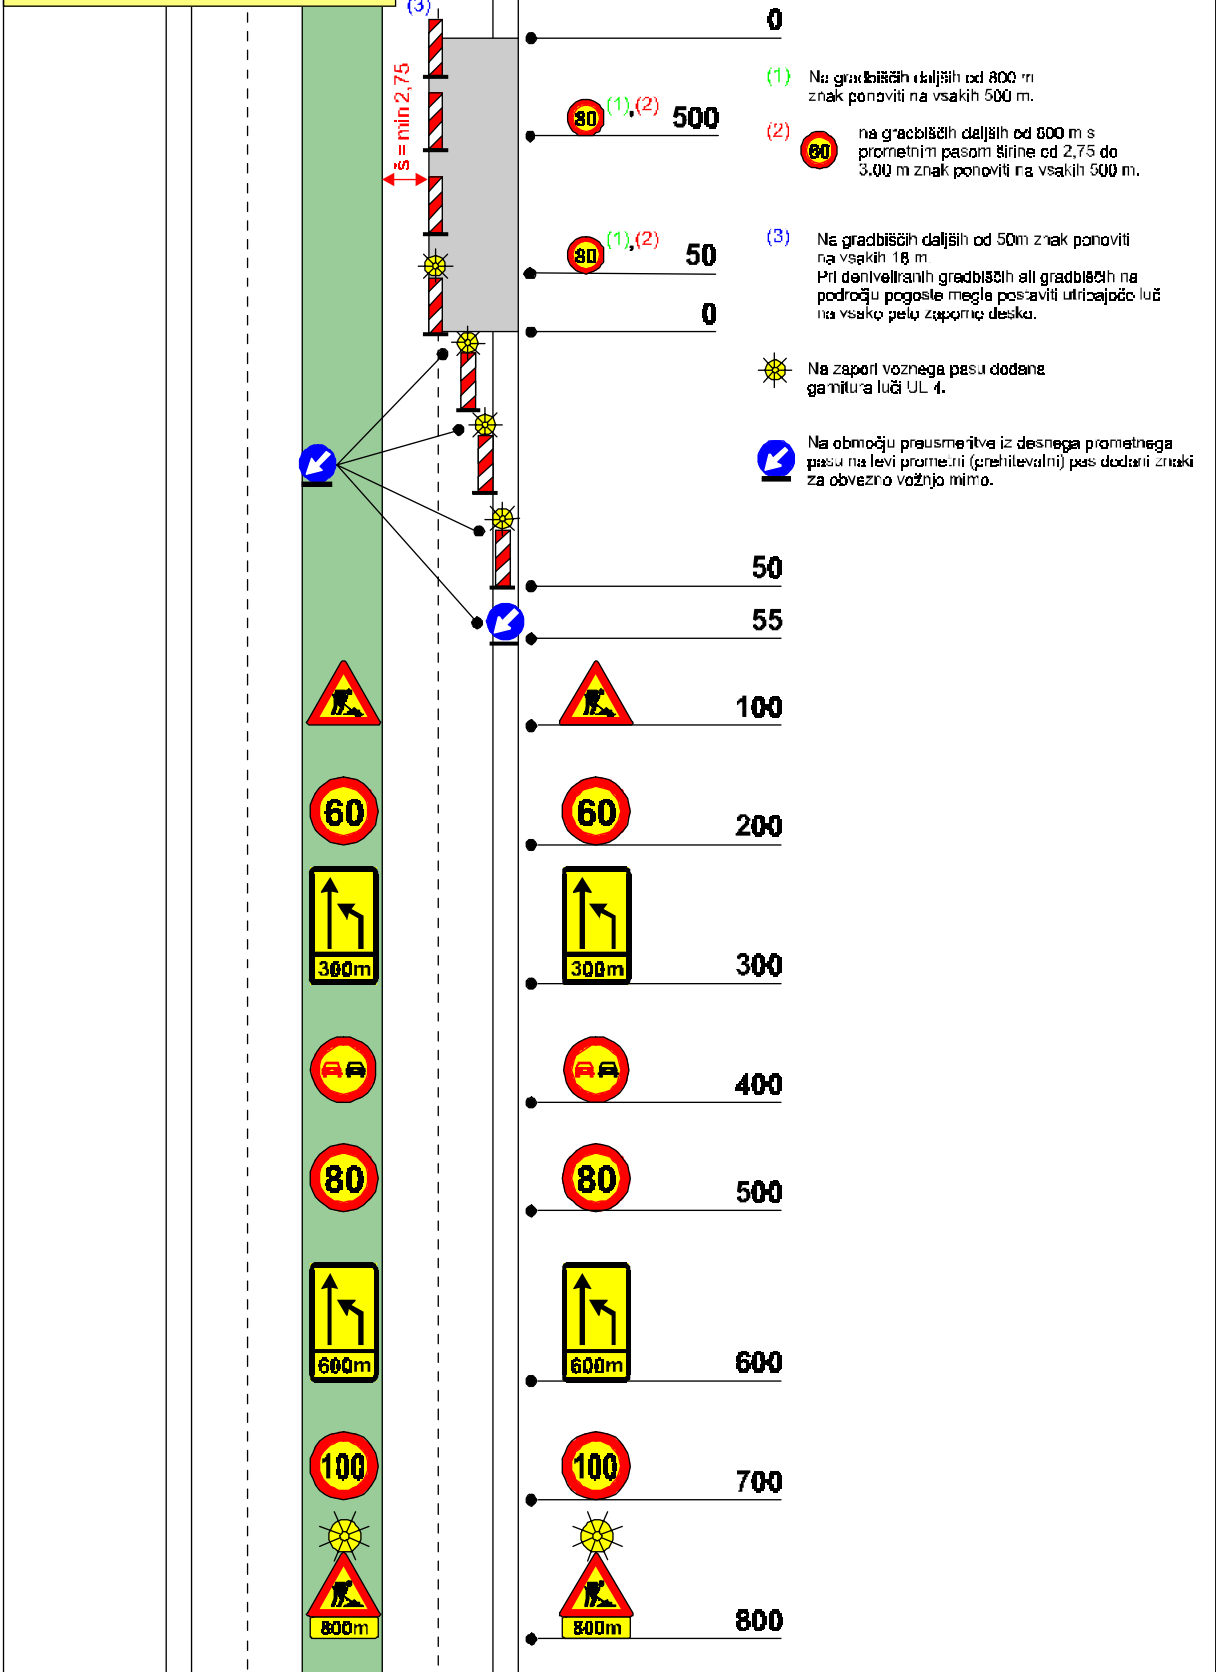 (3)
0
š = min 2,75
80 (1),(2) 500
80 (1),(2) 50
0
(1) Na gradbiščih daljših od 800 m
znak ponoviti na vsakih 500 m.
(2) 60 na gradbiščih daljših od 800 m s
prometnim pasom širine od 2,75 do
3.00 m znak ponoviti na vsakih 500 m.
(3) Na gradbiščih daljših od 50m znak ponoviti
na vsakih 18 m
Pri deniveliranih gradbiščih ali gradbiščih na
področju pogoste megle postaviti utripajočo luč
na vsako peto zaporno desko.
Na zapori voznega pasu dodana
garnitura luči UL 4.
Na območju preusmeritve iz desnega prometnega
pasu na levi prometni (prehitevalni) pas dodani znaki
za obvezno vožnjo mimo.
50
55
100
60 60 200
300m 300m 300
400
80 80 500
600m 600m 600
100 100 700
800m 800m 800